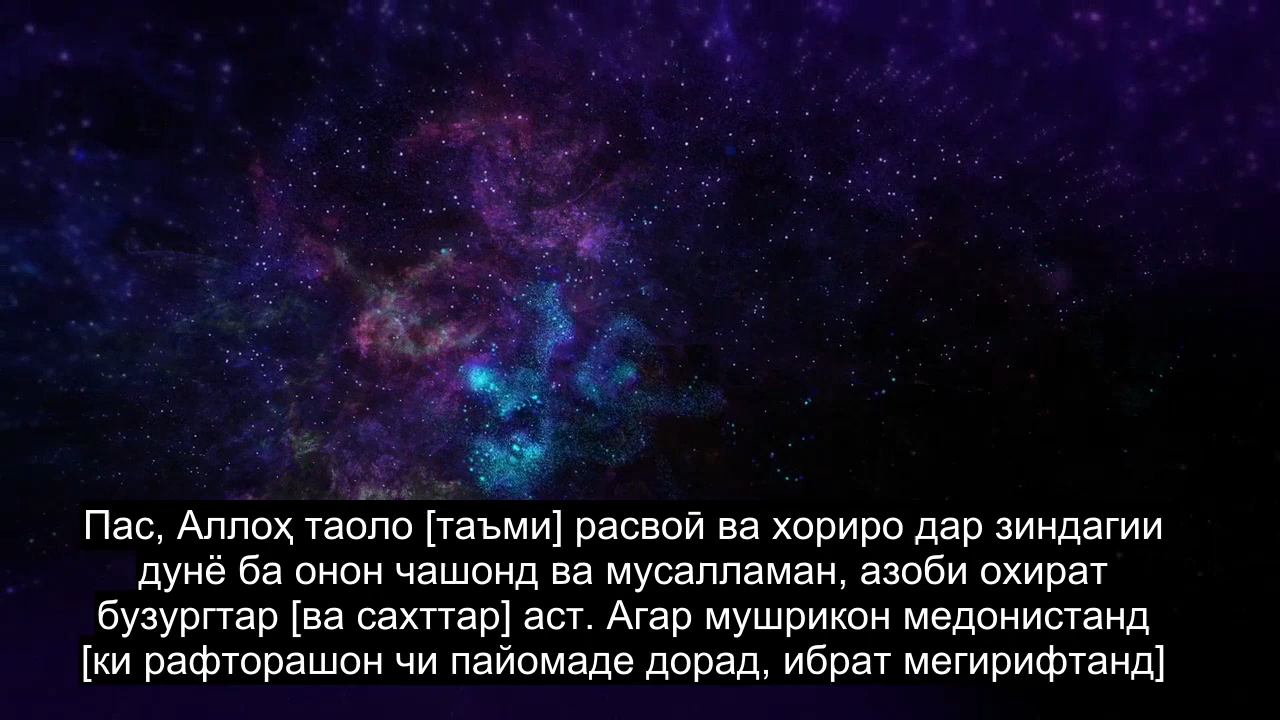 Пас, Аллоҳ таоло [таъми] расвоӣ ва хориро дар зиндагии
дунё ба онон чашонд ва мусалламан, азоби охират
бузургтар [ва сахттар] аст. Агар мушрикон медонистанд
[ки рафторашон чи пайомаде дорад, ибрат мегирифтанд]